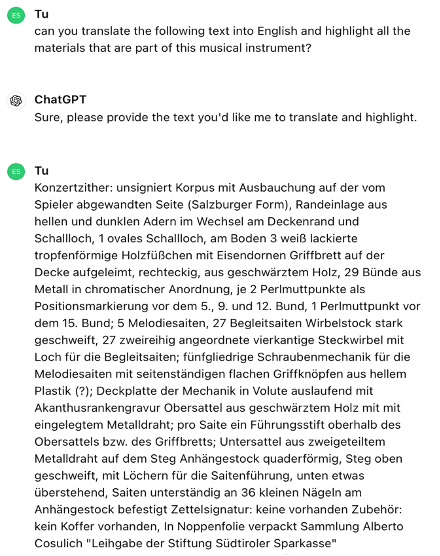 ES
Tu
can you translate the following text into English and highlight all the
materials that are part of this musical instrument?
ChatGPT
Sure, please provide the text you'd like me to translate and highlight.
ES
Tu
Konzertzither: unsigniert Korpus mit Ausbauchung auf der vom
Spieler abgewandten Seite (Salzburger Form), Randeinlage aus
hellen und dunklen Adern im Wechsel am Deckenrand und
Schallloch, 1 ovales Schallloch, am Boden 3 weiß lackierte
tropfenförmige Holzfüßchen mit Eisendornen Griffbrett auf der
Decke aufgeleimt, rechteckig, aus geschwärztem Holz, 29 Bünde aus
Metall in chromatischer Anordnung, je 2 Perlmuttpunkte als
Positionsmarkierung vor dem 5., 9. und 12. Bund, 1 Perlmuttpunkt vor
dem 15. Bund; 5 Melodiesaiten, 27 Begleitsaiten Wirbelstock stark
geschweift, 27 zweireihig angeordnete vierkantige Steckwirbel mit
Loch für die Begleitsaiten; fünfgliedrige Schraubenmechanik für die
Melodiesaiten mit seitenständigen flachen Griffknöpfen aus hellem
Plastik (?); Deckplatte der Mechanik in Volute auslaufend mit
Akanthusrankengravur Obersattel aus geschwärztem Holz mit mit
eingelegtem Metalldraht; pro Saite ein Führungsstift oberhalb des
Obersattels bzw. des Griffbretts; Untersattel aus zweigeteiltem
Metalldraht auf dem Steg Anhängestock quaderförmig, Steg oben
geschweift, mit Löchern für die Saitenführung, unten etwas
überstehend, Saiten unterständig an 36 kleinen Nägeln am
Anhängestock befestigt Zettelsignatur: keine vorhanden Zubehör:
kein Koffer vorhanden, In Noppenfolie verpackt Sammlung Alberto
Cosulich "Leihgabe der Stiftung Südtiroler Sparkasse"